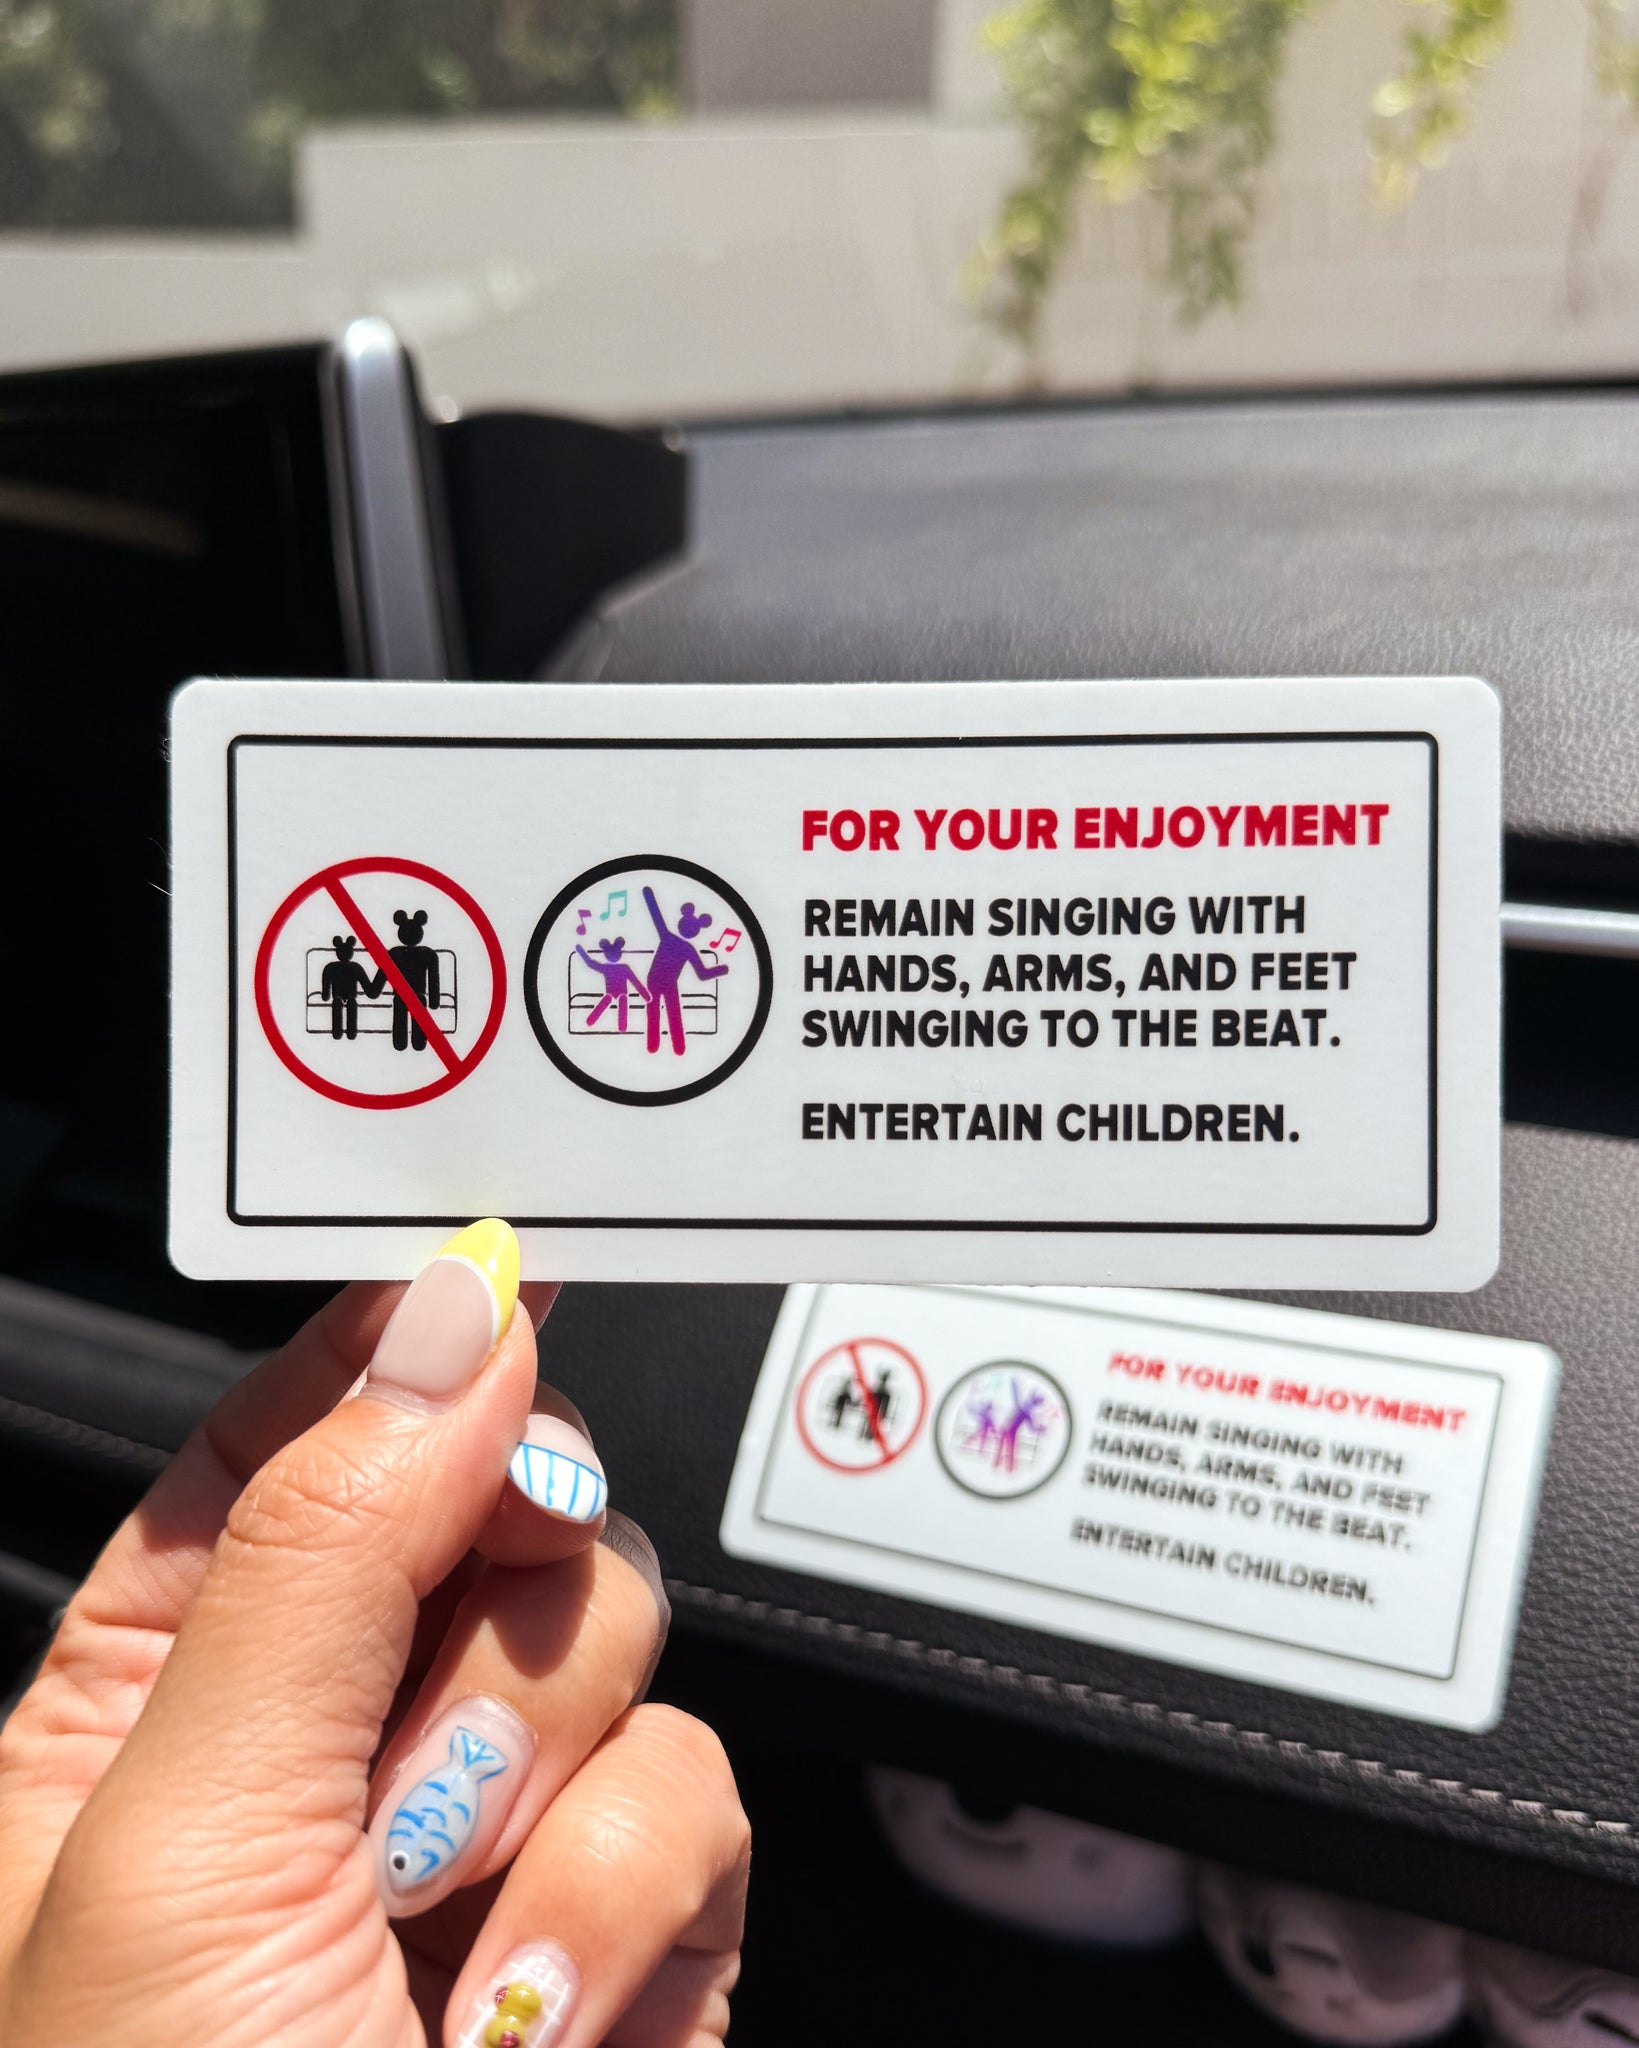 FOR YOUR ENJOYMENT
REMAIN SINGING WITH
HANDS, ARMS, AND FEET
SWINGING TO THE BEAT.
ENTERTAIN CHILDREN.
FOR YOUR ENJOYMENT
REMAIN SINGING WITH
HANDS, ARMS, AND FEET
SWINGING TO THE BEAT.
ENTERTAIN CHILDREN.